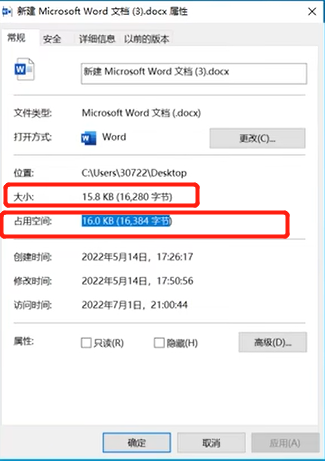 新建 Microsoft Word 文档 (3).docx 属性
常规 安全 详细信息 以前的版本
新建 Microsoft Word 文档 (3).docx
文件类型: Microsoft Word 文档 (.docx)
打开方式: Word 更改(C)...
位置: C:\Users\30722\Desktop
大小: 15.8 KB (16,280 字节)
占用空间: 16.0 KB (16,384 字节)
创建时间: 2022年5月14日，17:26:17
修改时间: 2022年5月14日，17:50:56
访问时间: 2022年7月1日，21:00:44
属性: 只读(R) 隐藏(H) 高级(D)...
确定 取消 应用(A)